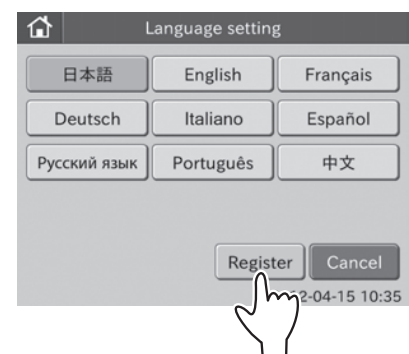 Language setting
日本語 English Français
Deutsch Italiano Español
Русский язык Português 中文
Register Cancel
2-04-15 10:35